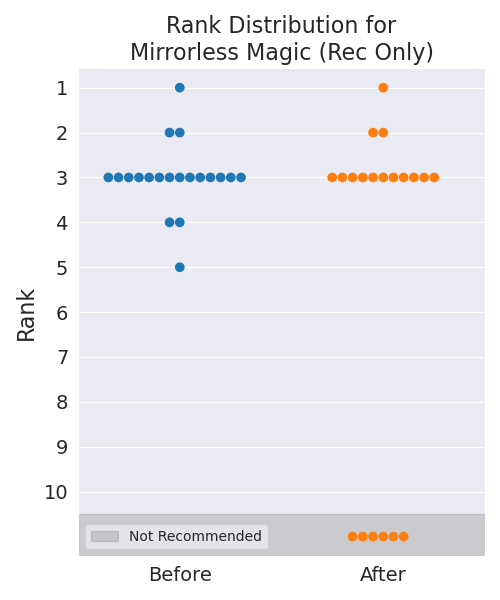 Rank Distribution for
Mirrorless Magic (Rec Only)
Rank
1
2
3
4
5
6
7
8
9
10
Not Recommended
Before After